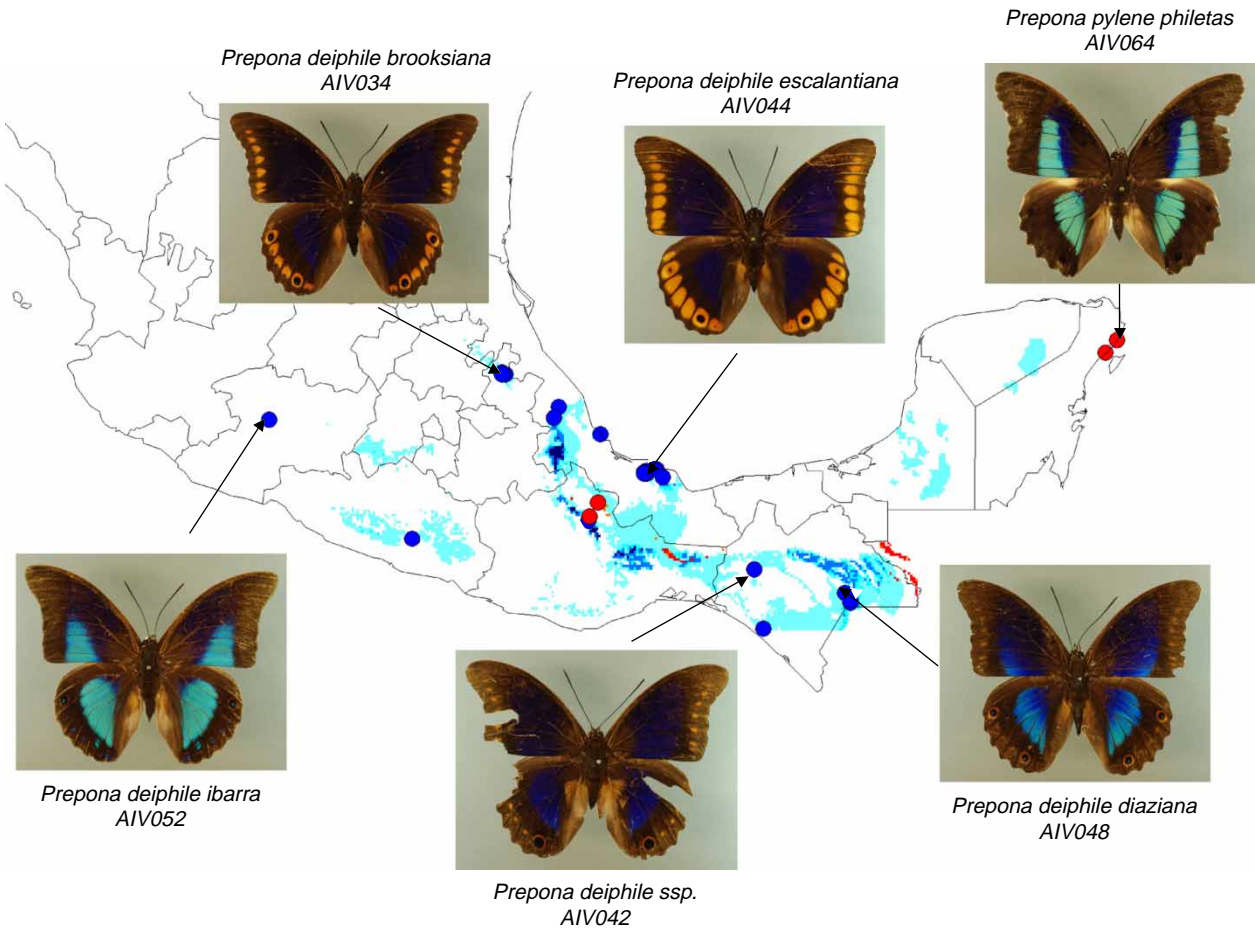 Prepona pylene philetas
AIV064
Prepona deiphile brooksiana
AIV034
Prepona deiphile escalantiana
AIV044
Prepona deiphile ibarra
AIV052
Prepona deiphile diaziana
AIV048
Prepona deiphile ssp.
AIV042